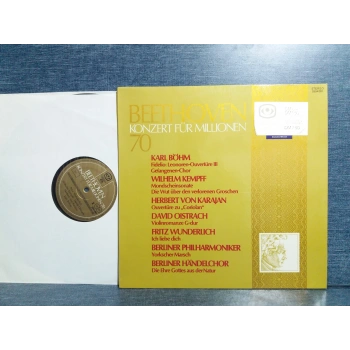 BEETHOVEN
KONZERT FÜR MILLIONEN
70
KARL BÖHM
Fidelio: Leonoren-Ouvertüre III
Gefangenen-Chor
WILHELM KEMPFF
Mondscheinsonate
Die Wut über den verlorenen Groschen
HERBERT VON KARAJAN
Ouvertüre zu „Coriolan“
DAVID OISTRACH
Violinromanze G-dur
FRITZ WUNDERLICH
Ich liebe dich
BERLINER PHILHARMONIKER
Yorkscher Marsch
BERLINER HÄNDELCHOR
Die Ehre Gottes aus der Natur
BEETHOVEN